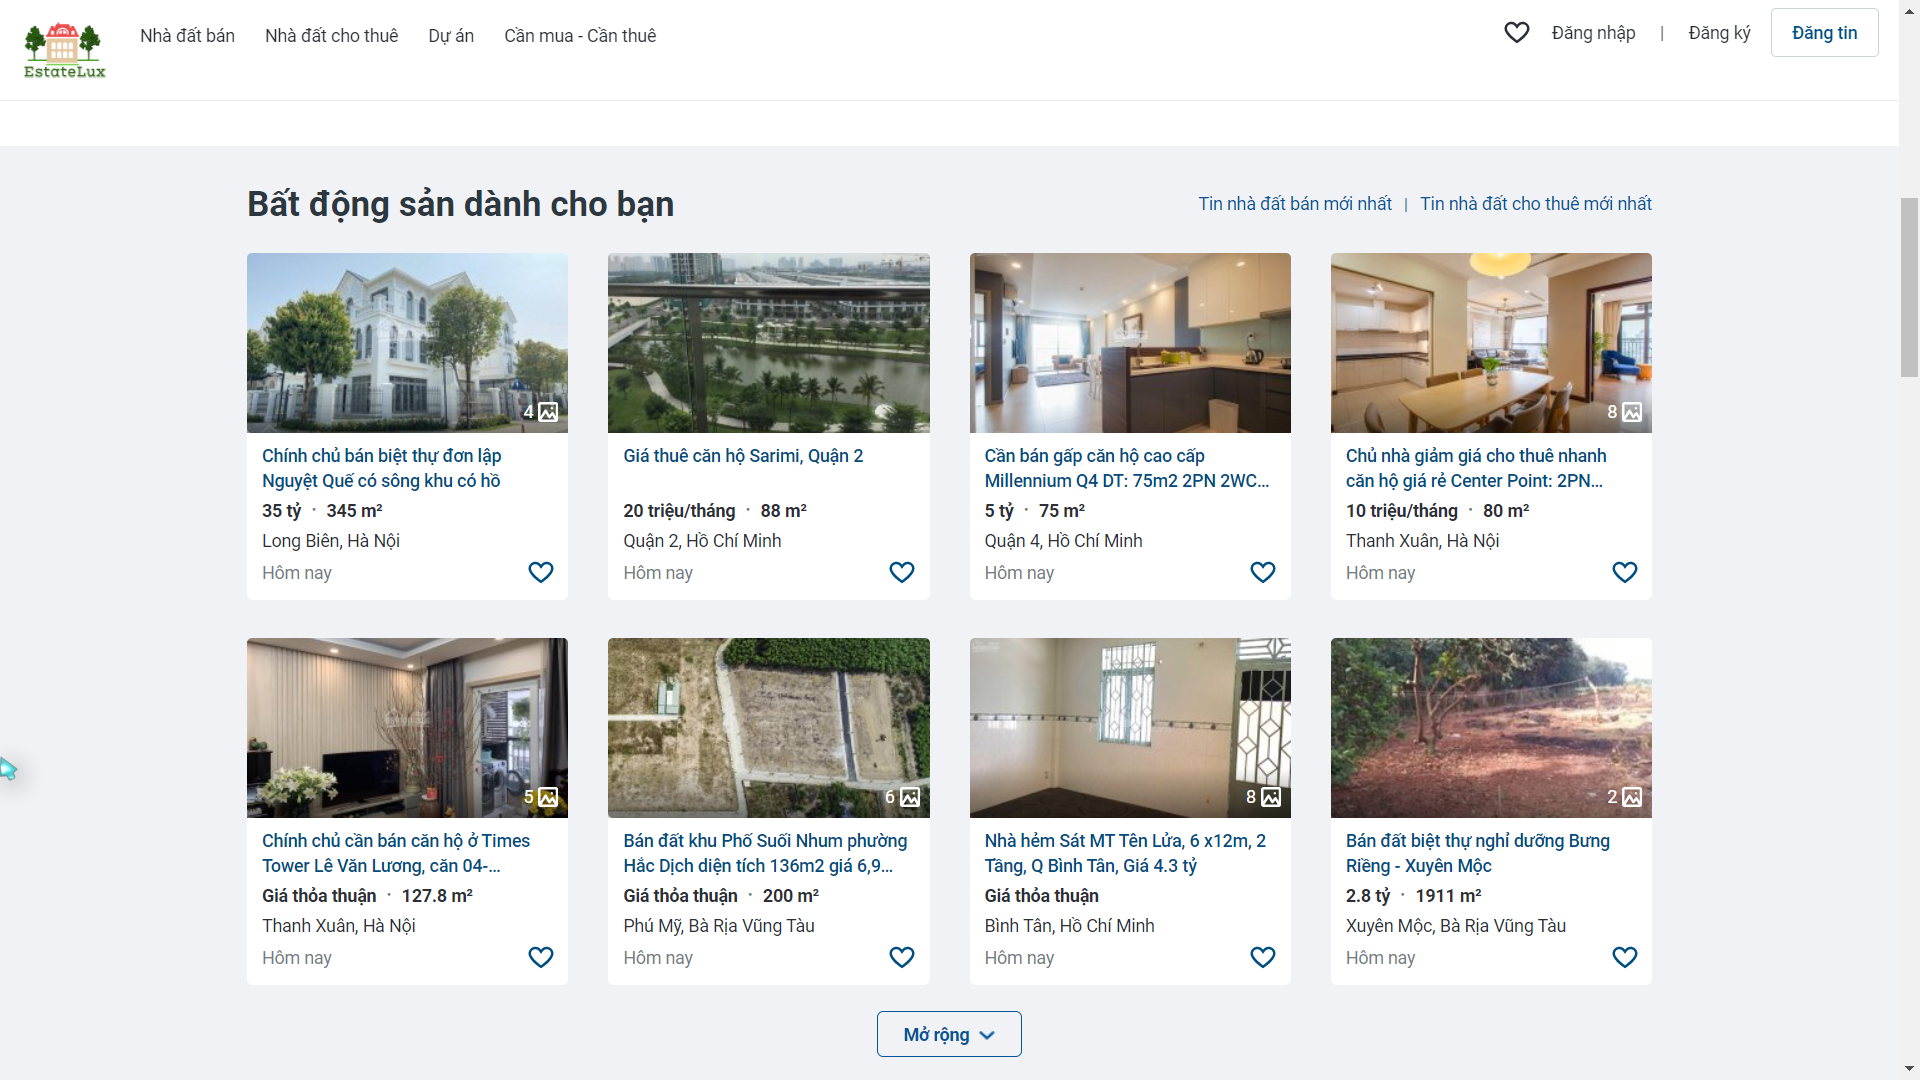 EstateLux
Nhà đất bán
Nhà đất cho thuê
Dự án
Cần mua - Cần thuê
Đăng nhập
|
Đăng ký
Đăng tin
Bất động sản dành cho bạn
Tin nhà đất bán mới nhất | Tin nhà đất cho thuê mới nhất
4
Chính chủ bán biệt thự đơn lập
Nguyệt Quế có sông khu có hồ
35 tỷ · 345 m²
Long Biên, Hà Nội
Hôm nay
Giá thuê căn hộ Sarimi, Quận 2
20 triệu/tháng · 88 m²
Quận 2, Hồ Chí Minh
Hôm nay
Cần bán gấp căn hộ cao cấp
Millennium Q4 DT: 75m2 2PN 2WC...
5 tỷ · 75 m²
Quận 4, Hồ Chí Minh
Hôm nay
8
Chủ nhà giảm giá cho thuê nhanh
căn hộ giá rẻ Center Point: 2PN...
10 triệu/tháng · 80 m²
Thanh Xuân, Hà Nội
Hôm nay
5
Chính chủ cần bán căn hộ ở Times
Tower Lê Văn Lương, căn 04-...
Giá thỏa thuận · 127.8 m²
Thanh Xuân, Hà Nội
Hôm nay
6
Bán đất khu Phố Suối Nhum phường
Hắc Dịch diện tích 136m2 giá 6,9...
Giá thỏa thuận · 200 m²
Phú Mỹ, Bà Rịa Vũng Tàu
Hôm nay
8
Nhà hẻm Sát MT Tên Lửa, 6 x12m, 2
Tầng, Q Bình Tân, Giá 4.3 tỷ
Giá thỏa thuận
Bình Tân, Hồ Chí Minh
Hôm nay
2
Bán đất biệt thự nghỉ dưỡng Bưng
Riềng - Xuyên Mộc
2.8 tỷ · 1911 m²
Xuyên Mộc, Bà Rịa Vũng Tàu
Hôm nay
Mở rộng